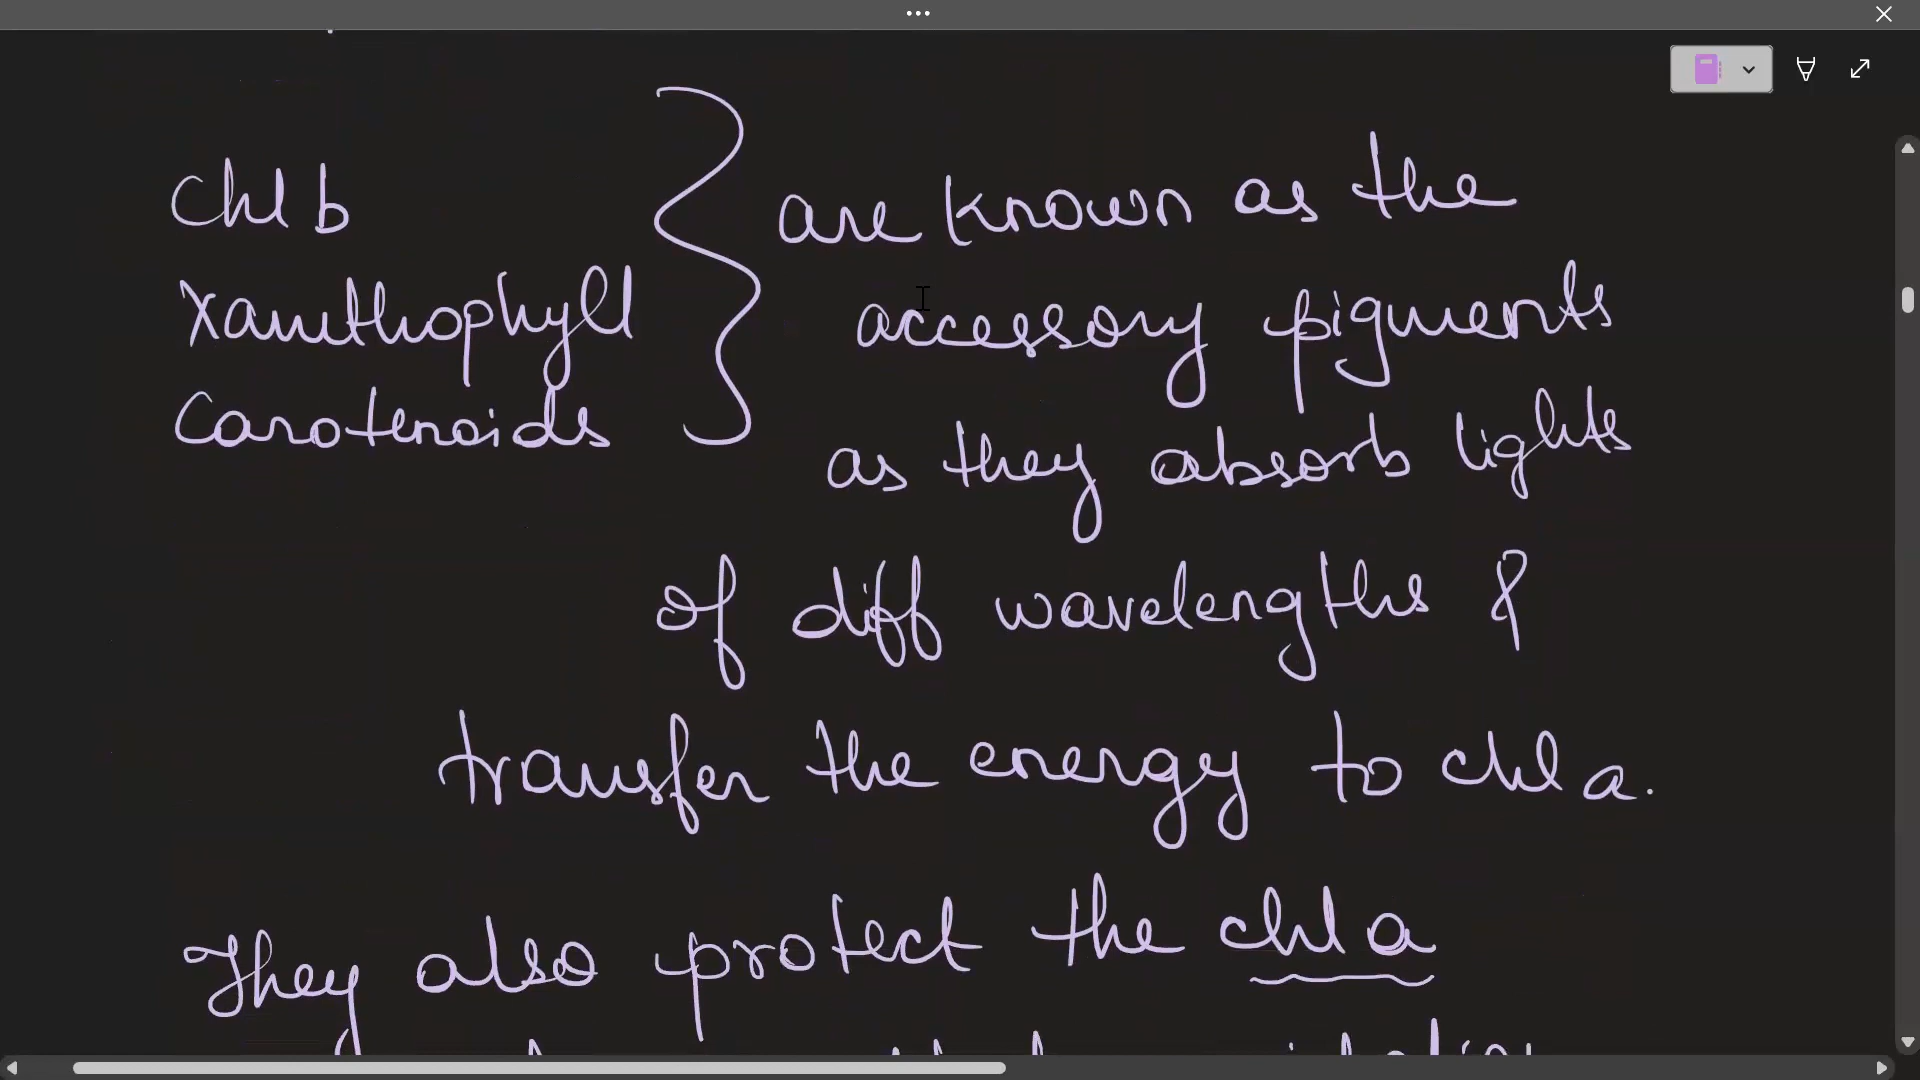 Chl b
Xanthophyll
Carotenoids
are known as the
accessory pigments
as they absorb lights
of diff wavelengths &
transfer the energy to chl a.
They also protect the chl a